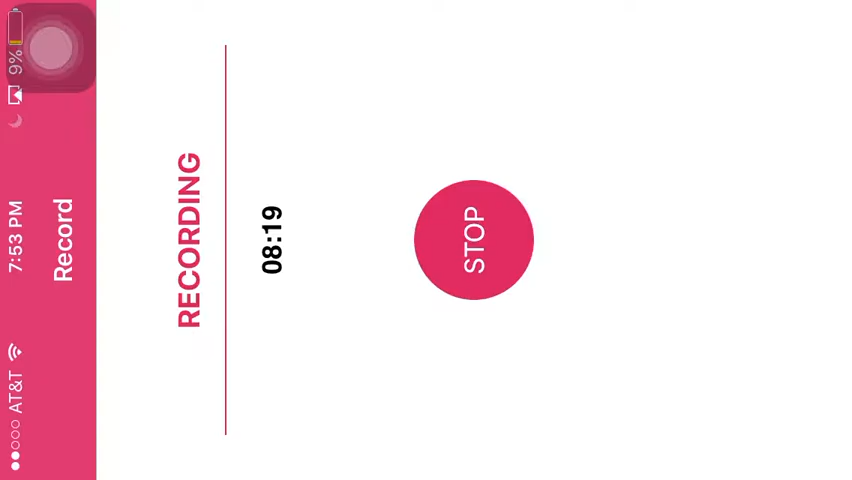 AT&T 7:53 PM 9%
Record
RECORDING
08:19
STOP